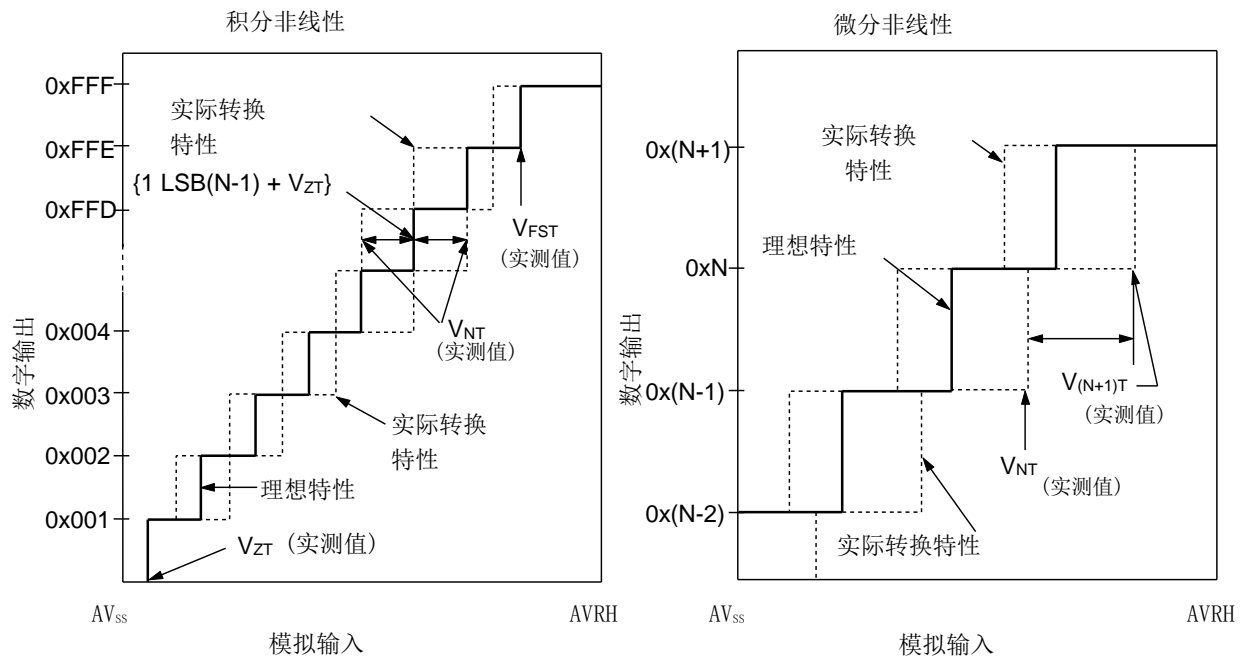 积分非线性
0xFFF
实际转换
特性
0xFFE
{1 LSB(N-1) + VZT}
0xFFD
VFST
(实测值)
0x004
VNT
(实测值)
0x003
实际转换
特性
0x002
理想特性
0x001
VZT (实测值)
数字输出
AVss
AVRH
模拟输入
微分非线性
实际转换
特性
0x(N+1)
理想特性
0xN
V(N+1)T
(实测值)
0x(N-1)
VNT
(实测值)
0x(N-2)
实际转换特性
数字输出
AVss
AVRH
模拟输入